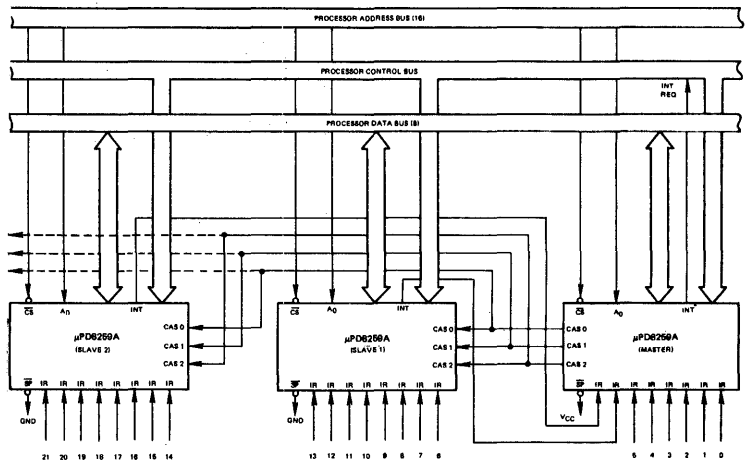 PROCESSOR ADDRESS BUS (16)
PROCESSOR CONTROL BUS
INT
REQ
PROCESSOR DATA BUS (8)
CS A0 INT
CAS 0
CAS 1
CAS 2
μPD8259A
(SLAVE 2)
SP IR IR IR IR IR IR IR IR
GND
21 20 19 18 17 16 15 14
CS A0 INT
CAS 0
CAS 1
CAS 2
μPD8259A
(SLAVE 1)
SP IR IR IR IR IR IR IR IR
GND
13 12 11 10 9 8 7 6
CS A0 INT
CAS 0
CAS 1
CAS 2
μPD8259A
(MASTER)
SP IR IR IR IR IR IR IR IR
VCC
5 4 3 2 1 0